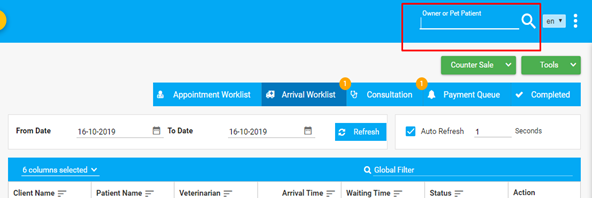 Owner or Pet Patient
en
Counter Sale Tools
1 1
Appointment Worklist Arrival Worklist Consultation Payment Queue Completed
From Date 16-10-2019 To Date 16-10-2019 Refresh Auto Refresh 1 Seconds
6 columns selected Global Filter
Client Name Patient Name Veterinarian Arrival Time Waiting Time Status Action